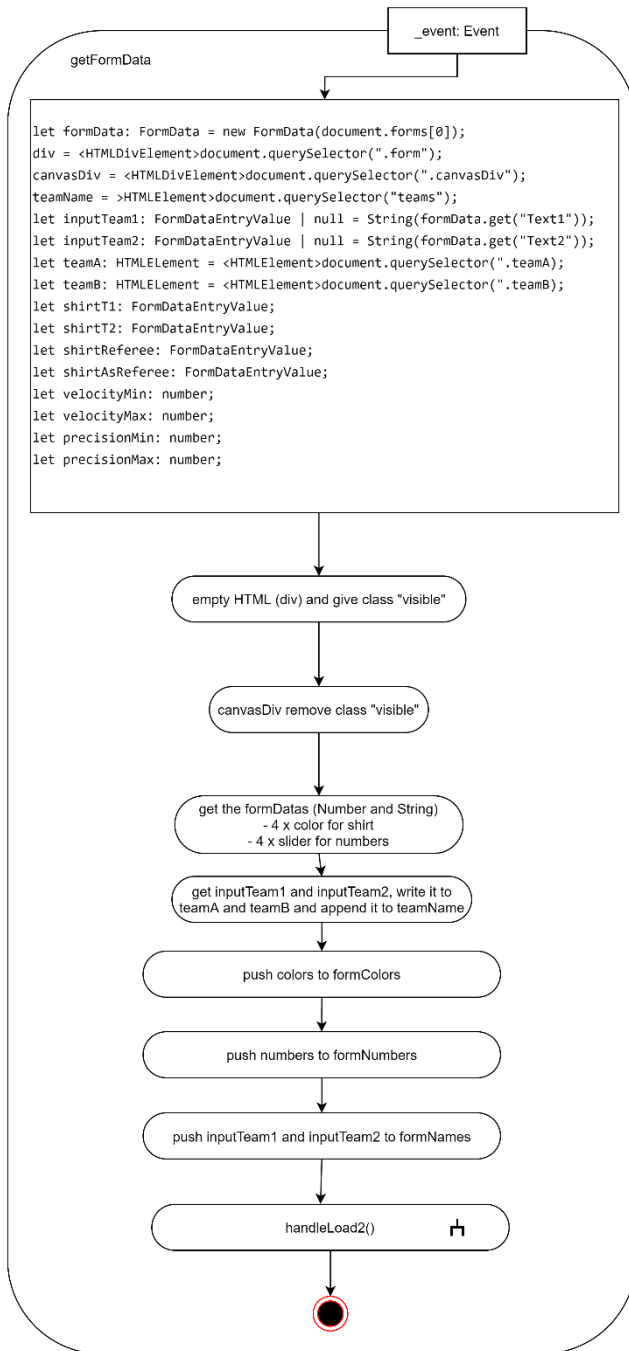 _event: Event
getFormData
let formData: FormData = new FormData(document.forms[0]);
div = <HTMLDivElement>document.querySelector(".form");
canvasDiv = <HTMLDivElement>document.querySelector(".canvasDiv");
teamName = >HTMLElement>document.querySelector("teams");
let inputTeam1: FormDataEntryValue | null = String(formData.get("Text1"));
let inputTeam2: FormDataEntryValue | null = String(formData.get("Text2"));
let teamA: HTMLELement = <HTMLElement>document.querySelector(".teamA);
let teamB: HTMLELement = <HTMLElement>document.querySelector(".teamB);
let shirtT1: FormDataEntryValue;
let shirtT2: FormDataEntryValue;
let shirtReferee: FormDataEntryValue;
let shirtAsReferee: FormDataEntryValue;
let velocityMin: number;
let velocityMax: number;
let precisionMin: number;
let precisionMax: number;
empty HTML (div) and give class "visible"
canvasDiv remove class "visible"
get the formDatas (Number and String)
- 4 x color for shirt
- 4 x slider for numbers
get inputTeam1 and inputTeam2, write it to
teamA and teamB and append it to teamName
push colors to formColors
push numbers to formNumbers
push inputTeam1 and inputTeam2 to formNames
handleLoad2()